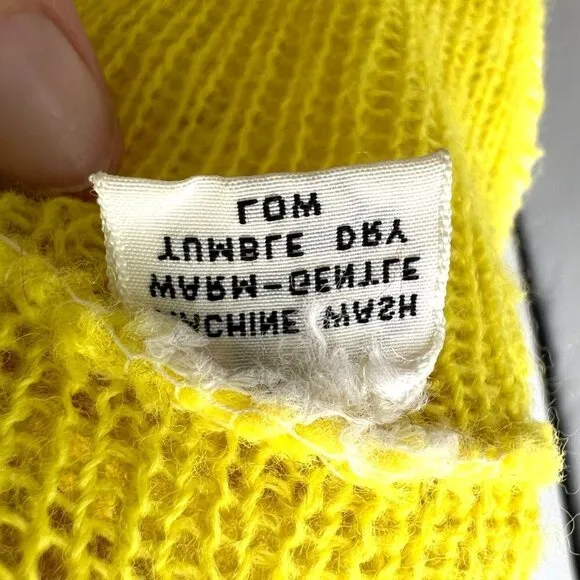 MACHINE WASH
WARM-GENTLE
TUMBLE DRY
LOW